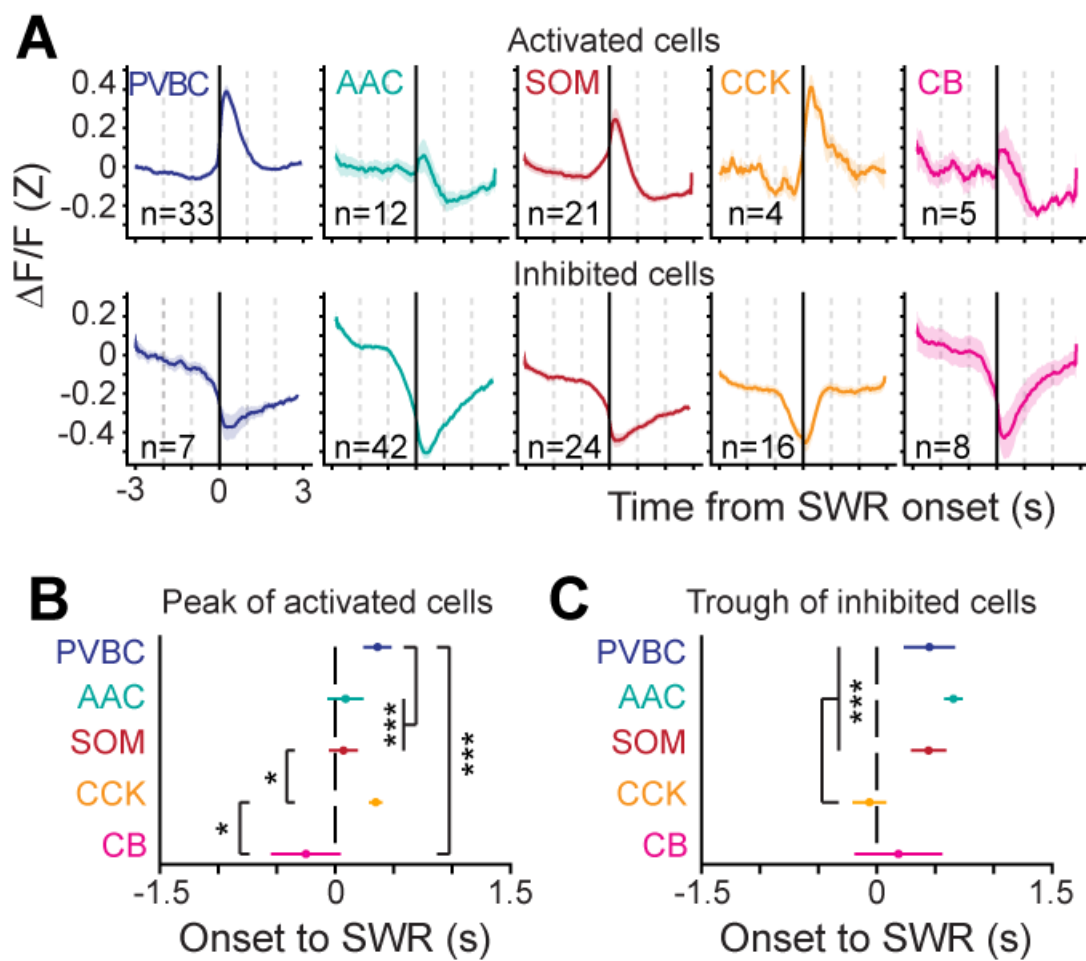 A
Activated cells
PVBC AAC SOM CCK CB
0.4
0.2
0
-0.2
n=33 n=12 n=21 n=4 n=5
ΔF/F (Z)
Inhibited cells
0.2
0
-0.2
-0.4
n=7 n=42 n=24 n=16 n=8
-3 0 3
Time from SWR onset (s)
B
Peak of activated cells
PVBC
AAC
SOM
CCK
CB
***
***
*
*
-1.5 0 1.5
Onset to SWR (s)
C
Trough of inhibited cells
PVBC
AAC
SOM
CCK
CB
***
-1.5 0 1.5
Onset to SWR (s)